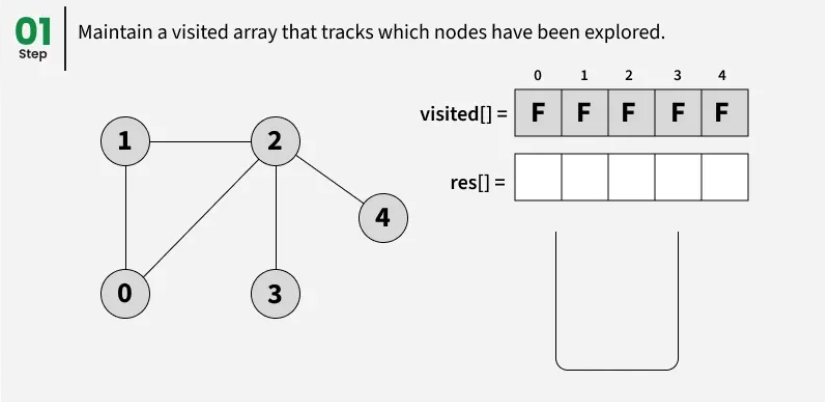 01
Step
Maintain a visited array that tracks which nodes have been explored.
0 1 2 3 4
visited[] = F F F F F
res[] =
1
2
4
0
3